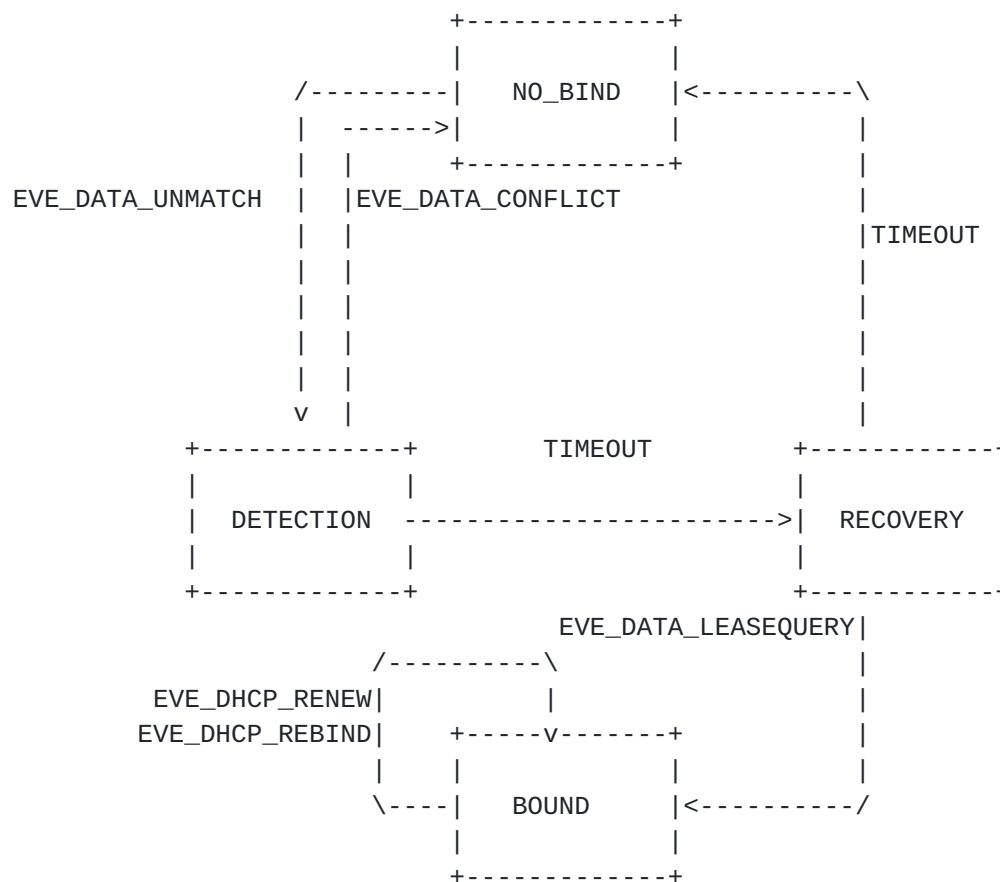 NO_BIND
EVE_DATA_UNMATCH EVE_DATA_CONFLICT
TIMEOUT
TIMEOUT
DETECTION RECOVERY
EVE_DATA_LEASEQUERY
EVE_DHCP_RENEW
EVE_DHCP_REBIND
BOUND